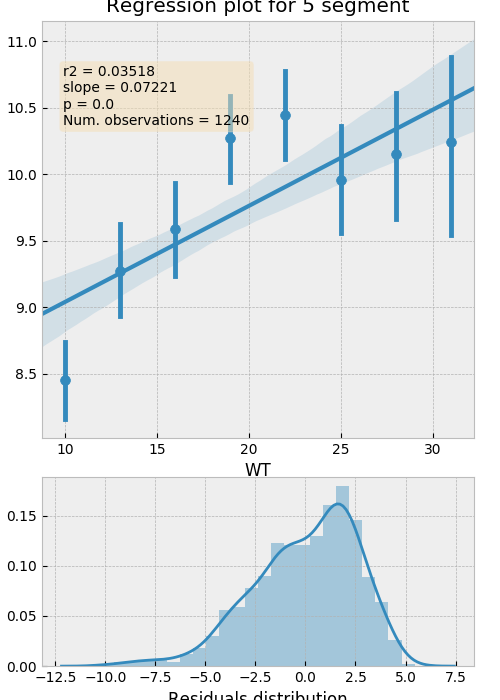 Regression plot for 5 segment
11.0
10.5
10.0
9.5
9.0
8.5
r2 = 0.03518
slope = 0.07221
p = 0.0
Num. observations = 1240
10 15 20 25 30
WT
0.15
0.10
0.05
0.00
−12.5 −10.0 −7.5 −5.0 −2.5 0.0 2.5 5.0 7.5
Residuals distribution